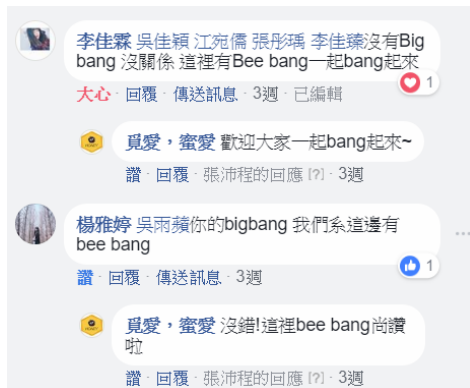 李佳霖 吳佳穎 江宛儒 張彤瑀 李佳臻沒有Big
bang 沒關係 這裡有Bee bang一起bang起來
1
大心 · 回覆 · 傳送訊息 · 3週 · 已編輯
覓愛，蜜愛 歡迎大家一起bang起來~
讚 · 回覆 · 張沛程的回應 [?] · 3週
楊雅婷 吳雨蘋你的bigbang 我們系這邊有
bee bang
1
讚 · 回覆 · 傳送訊息 · 3週
覓愛，蜜愛 沒錯!這裡bee bang尚讚
啦
讚 · 回覆 · 張沛程的回應 [?] · 3週